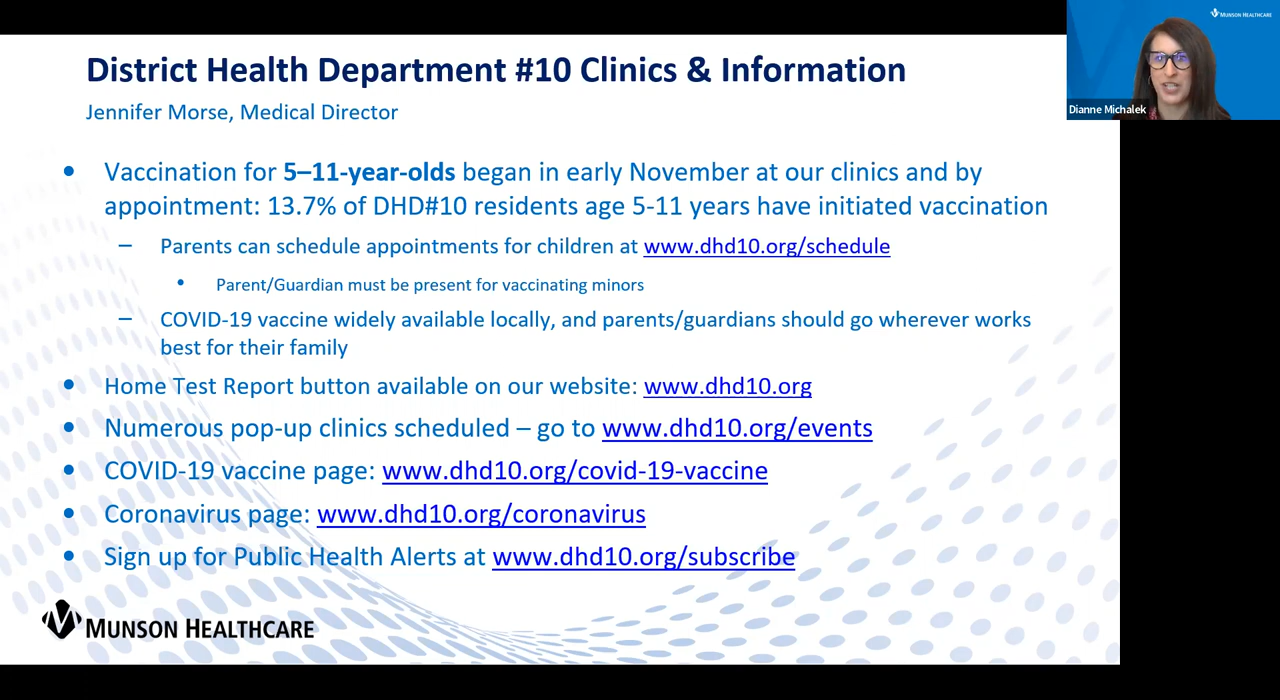 District Health Department #10 Clinics & Information
Jennifer Morse, Medical Director
• Vaccination for 5–11-year-olds began in early November at our clinics and by
appointment: 13.7% of DHD#10 residents age 5-11 years have initiated vaccination
– Parents can schedule appointments for children at www.dhd10.org/schedule
• Parent/Guardian must be present for vaccinating minors
– COVID-19 vaccine widely available locally, and parents/guardians should go wherever works
best for their family
• Home Test Report button available on our website: www.dhd10.org
• Numerous pop-up clinics scheduled – go to www.dhd10.org/events
• COVID-19 vaccine page: www.dhd10.org/covid-19-vaccine
• Coronavirus page: www.dhd10.org/coronavirus
• Sign up for Public Health Alerts at www.dhd10.org/subscribe
MUNSON HEALTHCARE
MUNSON HEALTHCARE
Dianne Michalek